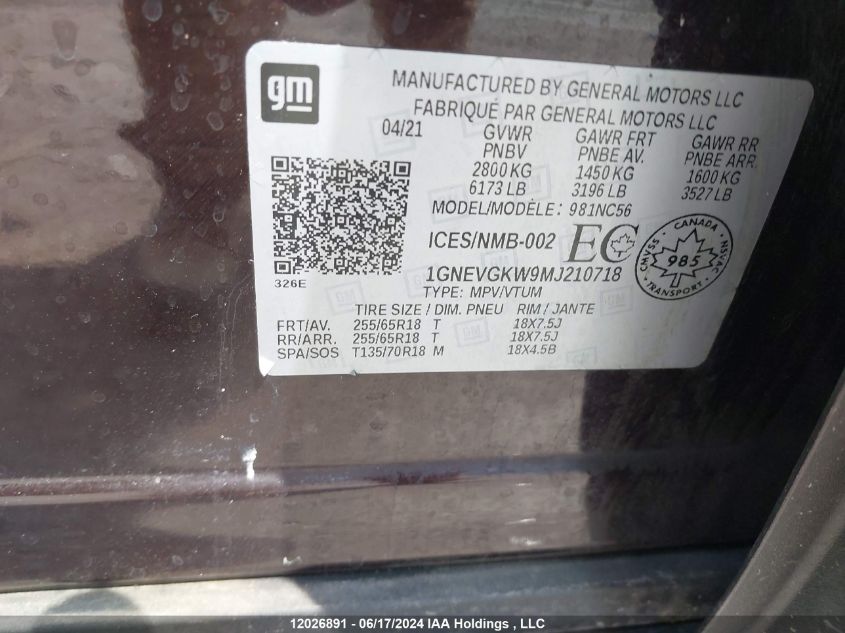 gm
MANUFACTURED BY GENERAL MOTORS LLC
FABRIQUÉ PAR GENERAL MOTORS LLC
04/21 GVWR GAWR FRT GAWR RR
PNBV PNBE AV. PNBE ARR.
2800 KG 1450 KG 1600 KG
6173 LB 3196 LB 3527 LB
MODEL/MODÈLE: 981NC56
ICES/NMB-002 EC
CANADA
CMVSS 985 NSVAC
1GNEVGKW9MJ210718
326E
TYPE: MPV/VTUM
TIRE SIZE / DIM. PNEU RIM / JANTE
FRT/AV. 255/65R18 T 18X7.5J
RR/ARR. 255/65R18 T 18X7.5J
SPA/SOS T135/70R18 M 18X4.5B
12026891 - 06/17/2024 IAA Holdings , LLC